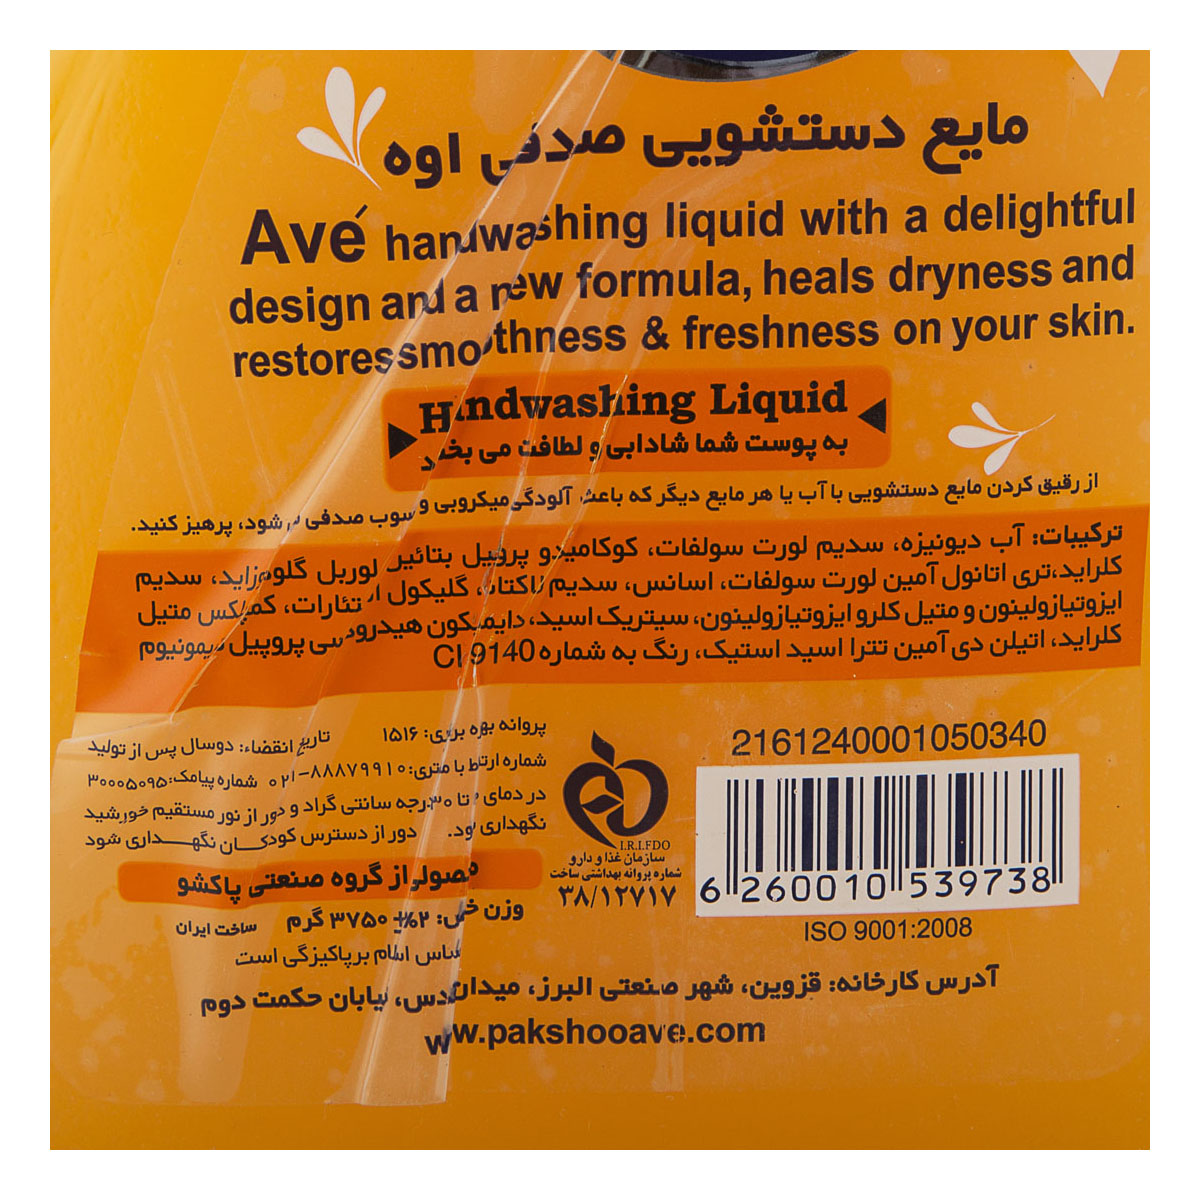 مایع دستشویی صدفی اوه
Avé handwashing liquid with a delightful
design and a new formula, heals dryness and
restores smoothness & freshness on your skin.
Handwashing Liquid
به پوست شما شادابی و لطافت می بخشد
از رقیق کردن مایع دستشویی با آب یا هر مایع دیگر که باعث آلودگی میکروبی و رسوب صدفی می شود، پرهیز کنید.
ترکیبات: آب دیونیزه، سدیم لورت سولفات، کوکامیدو پروپیل بتائین لوریل گلوکوزاید، سدیم
کلراید،تری اتانول آمین لورت سولفات، اسانس، سدیم لاکتات، گلیکول استئارات، کمپلکس متیل
ایزوتیازولینون و متیل کلرو ایزوتیازولینون، سیتریک اسید، دایمتیکون هیدروکسی پروپیل تریمونیوم
کلراید، اتیلن دی آمین تترا اسید استیک، رنگ به شماره CI 9140
2161240001050340
پروانه بهره برداری: ۱۵۱۶ تاریخ انقضاء: دوسال پس از تولید
شماره ارتباط با مشتری: ۸۸۸۷۹۹۱۰-۰۲۱ شماره پیامک: ۳۰۰۰۵۰۹۵
در دمای تا ۳۰ درجه سانتی گراد و دور از نور مستقیم خورشید
نگهداری شود. دور از دسترس کودکان نگهداری شود
I.R.I.FDO
سازمان غذا و دارو
شماره پروانه بهداشتی ساخت
۳۸/۱۲۷۱۷
6 260010 539738
ISO 9001:2008
محصولی از گروه صنعتی پاکشو
وزن خالص: ۲%± ۳۷۵۰ گرم ساخت ایران
اساس اسلام بر پاکیزگی است
آدرس کارخانه: قزوین، شهر صنعتی البرز، میدان قدس، خیابان حکمت دوم
www.pakshooave.com